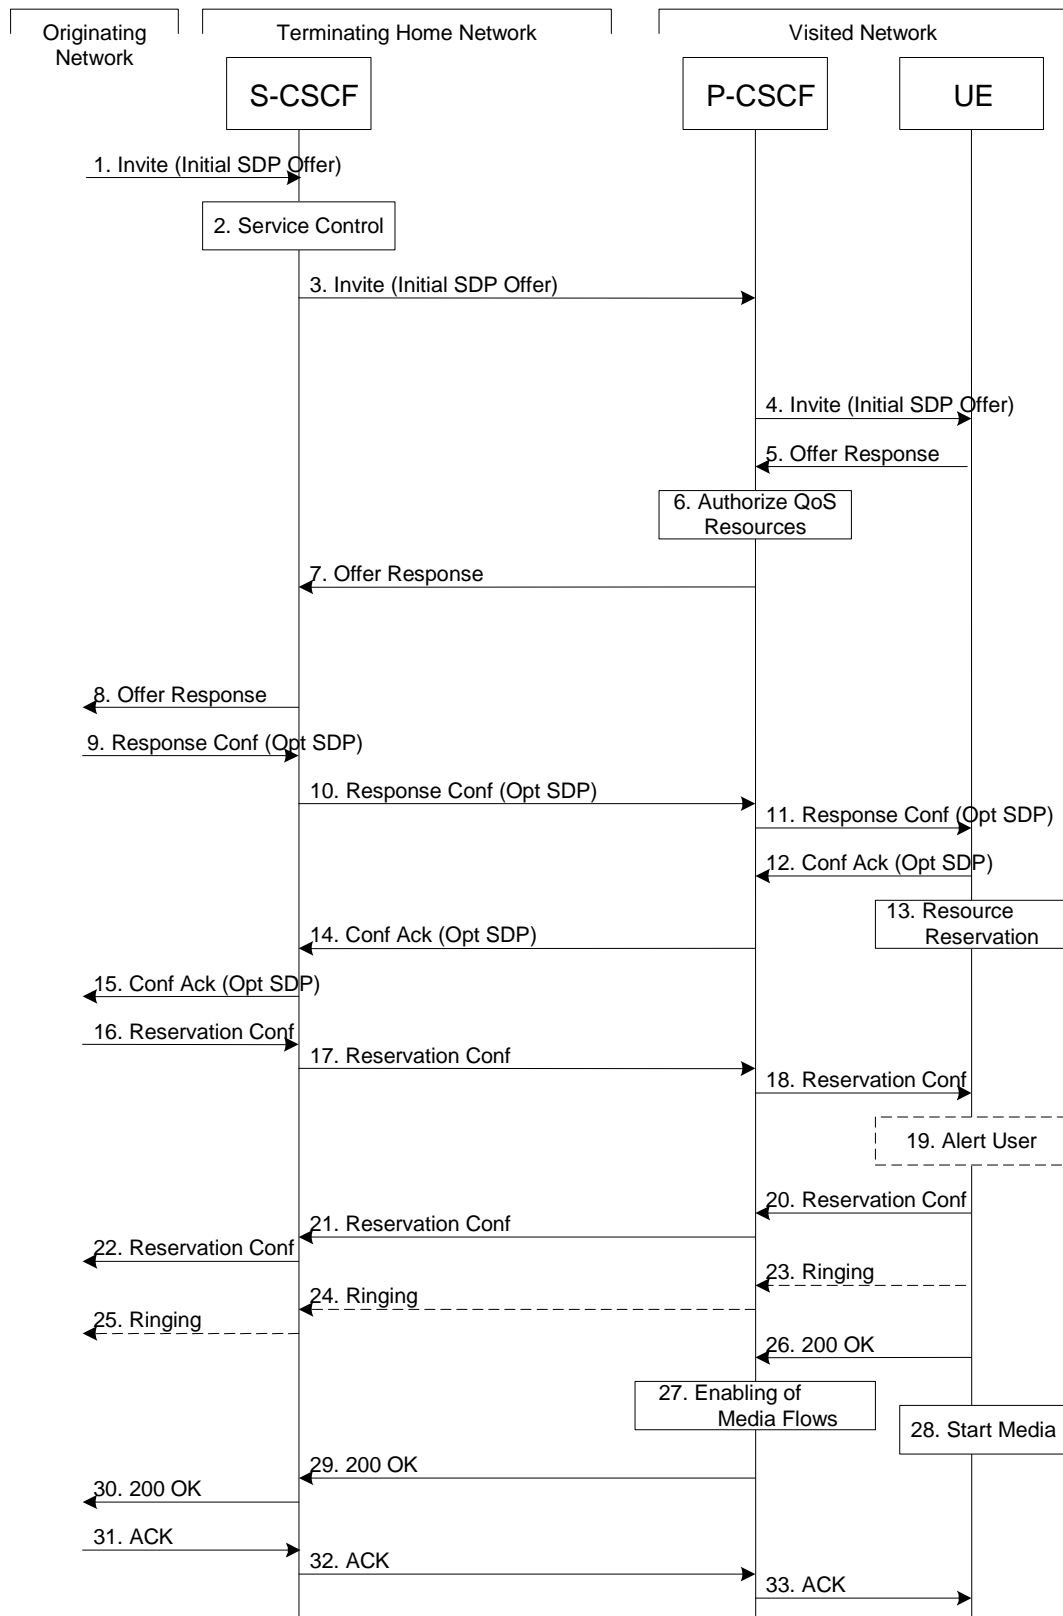 Originating
Network
Terminating Home Network
Visited Network
S-CSCF
P-CSCF
UE
1. Invite (Initial SDP Offer)
2. Service Control
3. Invite (Initial SDP Offer)
4. Invite (Initial SDP Offer)
5. Offer Response
6. Authorize QoS
Resources
7. Offer Response
8. Offer Response
9. Response Conf (Opt SDP)
10. Response Conf (Opt SDP)
11. Response Conf (Opt SDP)
12. Conf Ack (Opt SDP)
13. Resource
Reservation
14. Conf Ack (Opt SDP)
15. Conf Ack (Opt SDP)
16. Reservation Conf
17. Reservation Conf
18. Reservation Conf
19. Alert User
20. Reservation Conf
21. Reservation Conf
22. Reservation Conf
23. Ringing
24. Ringing
25. Ringing
26. 200 OK
27. Enabling of
Media Flows
28. Start Media
29. 200 OK
30. 200 OK
31. ACK
32. ACK
33. ACK